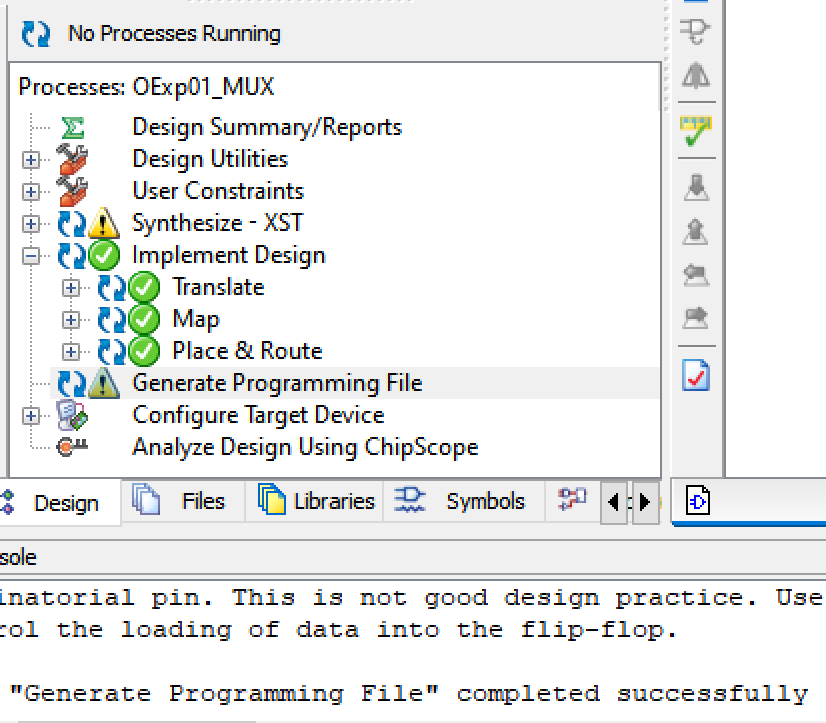 No Processes Running
Processes: OExp01_MUX
Design Summary/Reports
Design Utilities
User Constraints
Synthesize - XST
Implement Design
Translate
Map
Place & Route
Generate Programming File
Configure Target Device
Analyze Design Using ChipScope
Design Files Libraries Symbols
sole
inatorial pin. This is not good design practice. Use
rol the loading of data into the flip-flop.
"Generate Programming File" completed successfully